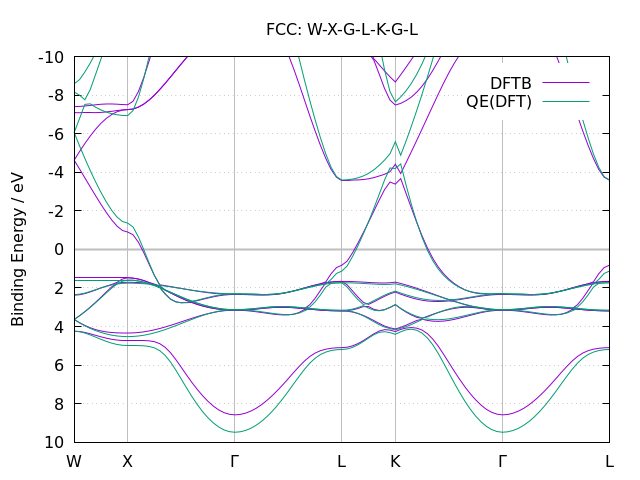 FCC: W-X-G-L-K-G-L
-10
DFTB
-8
QE(DFT)
-6
-4
-2
0
2
4
6
8
10
Binding Energy / eV
W X Γ L K Γ L